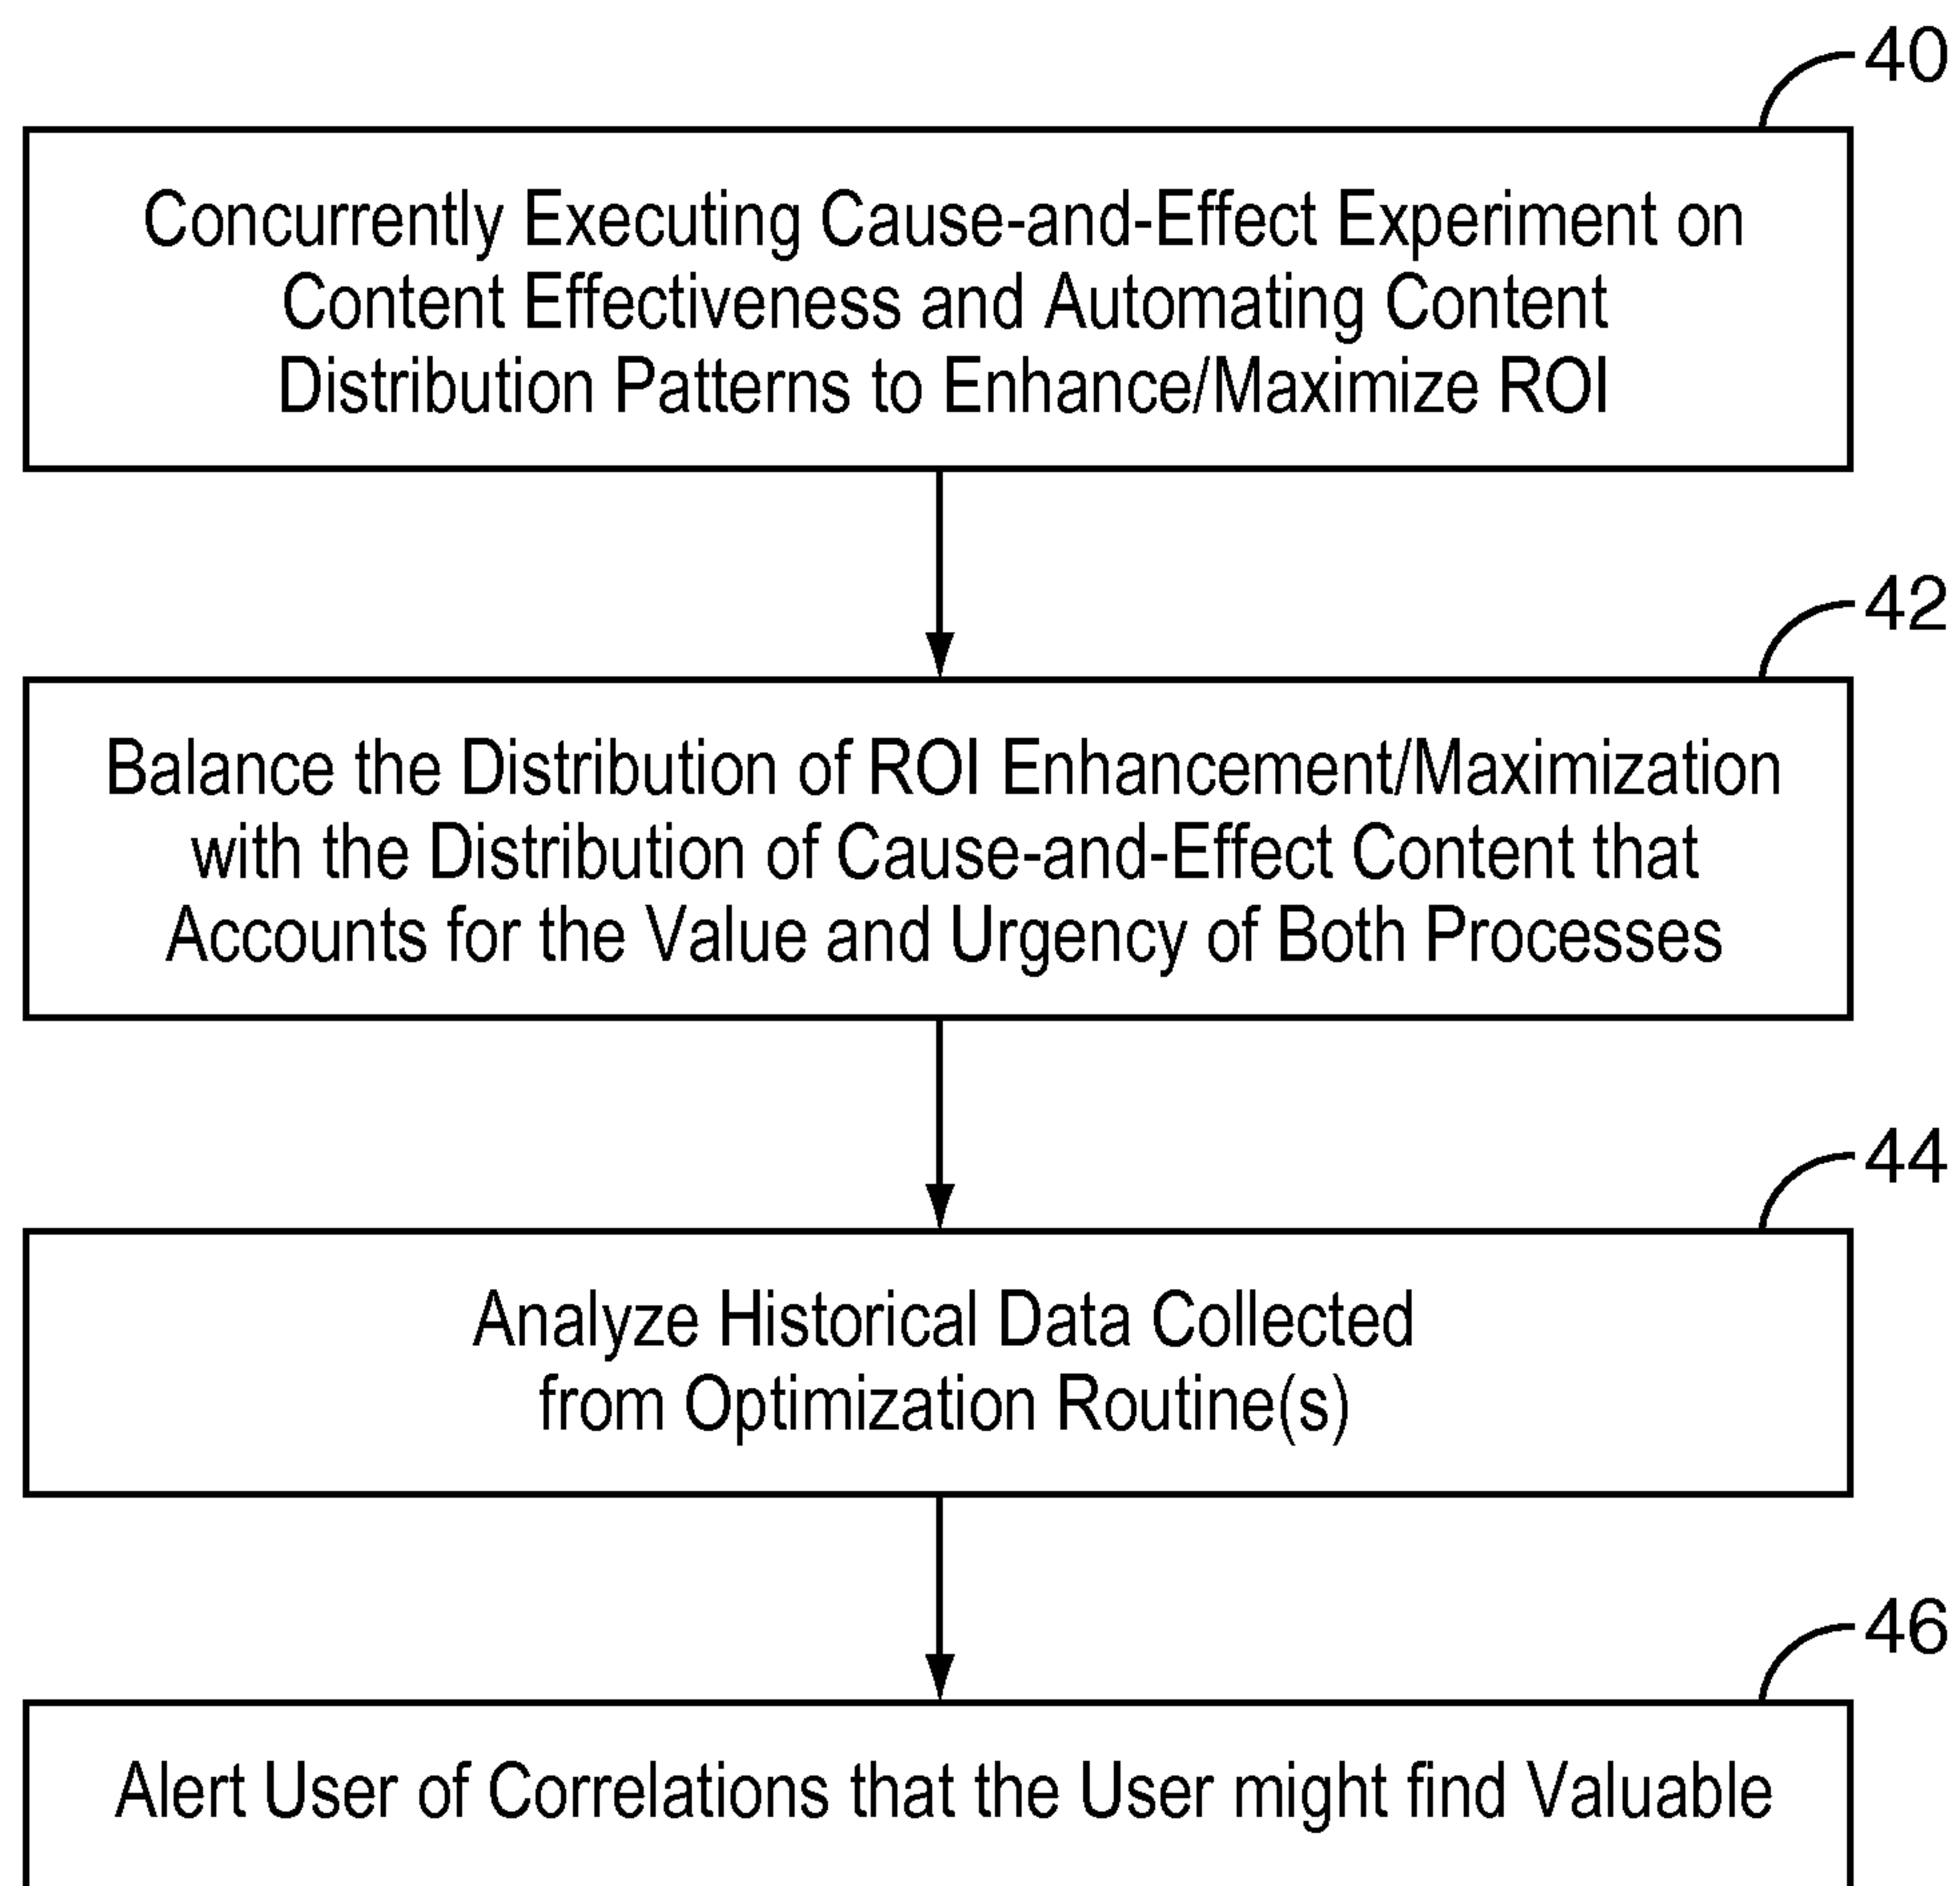 40
Concurrently Executing Cause-and-Effect Experiment on
Content Effectiveness and Automating Content
Distribution Patterns to Enhance/Maximize ROI
42
Balance the Distribution of ROI Enhancement/Maximization
with the Distribution of Cause-and-Effect Content that
Accounts for the Value and Urgency of Both Processes
44
Analyze Historical Data Collected
from Optimization Routine(s)
46
Alert User of Correlations that the User might find Valuable